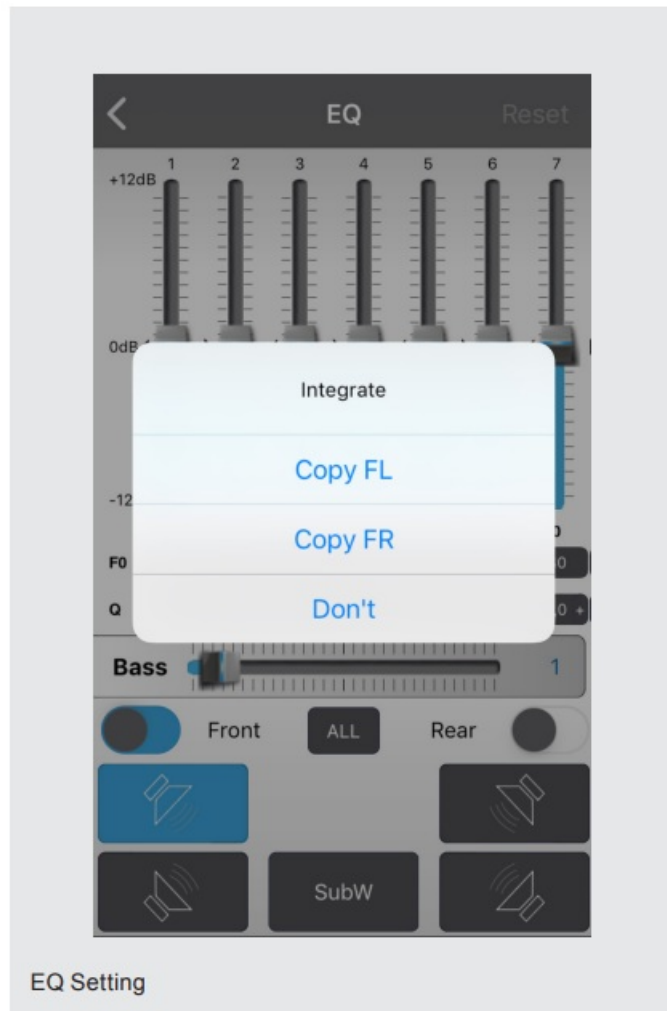 EQ
Reset
1 2 3 4 5 6 7
+12dB
0dB
Integrate
Copy FL
Copy FR
Don't
-12
F0
Q
Bass 1
Front ALL Rear
SubW
EQ Setting